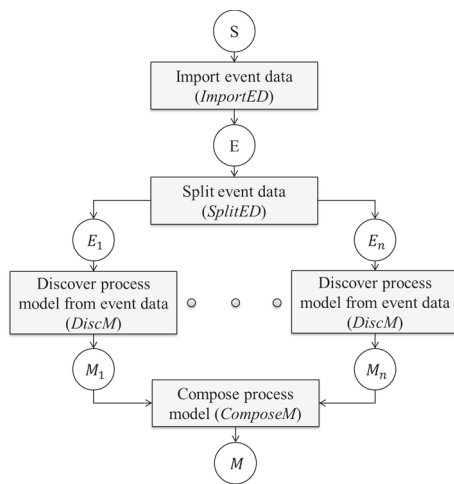 S
Import event data
(ImportED)
E
Split event data
(SplitED)
E₁
Eₙ
Discover process
model from event data
(DiscM)
Discover process
model from event data
(DiscM)
M₁
Mₙ
Compose process
model (ComposeM)
M